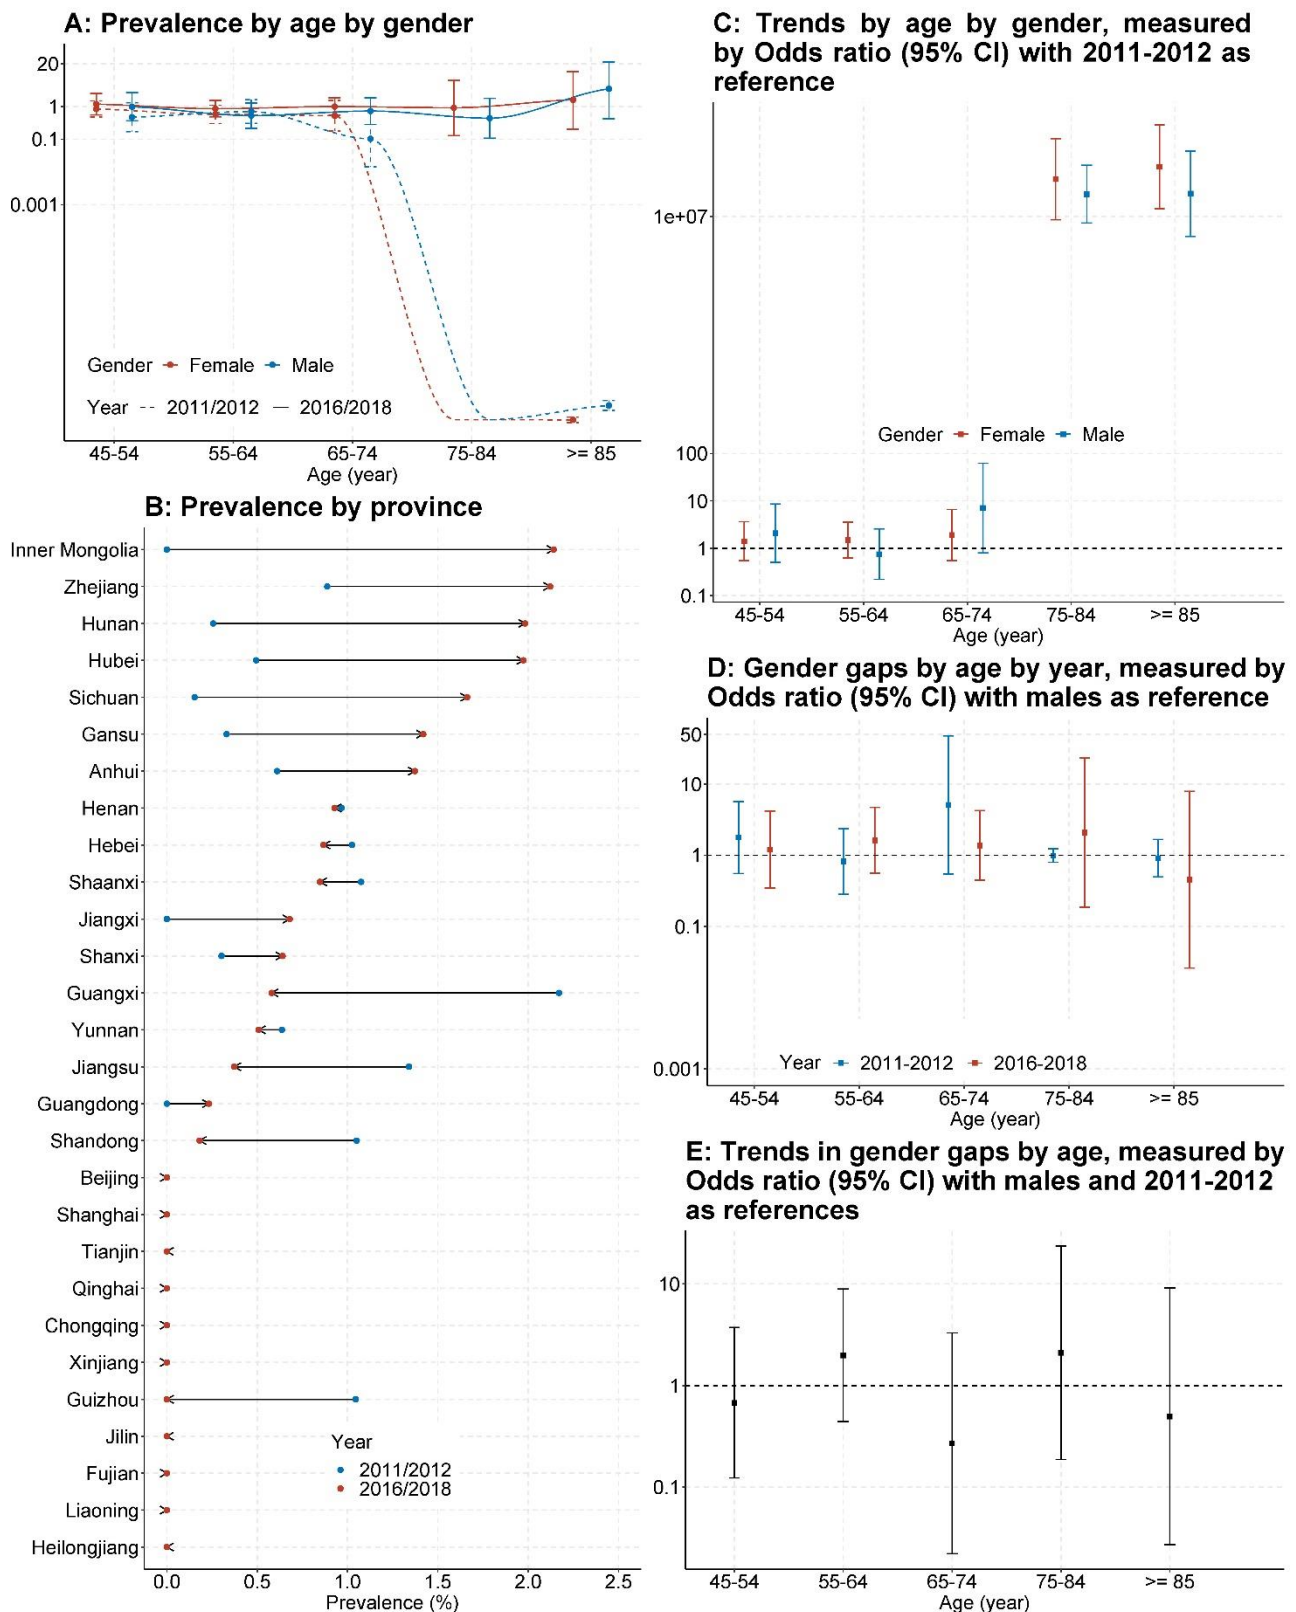 A: Prevalence by age by gender
20
1
0.1
0.001
Gender Female Male
Year 2011/2012 2016/2018
45-54 55-64 65-74 75-84 >= 85
Age (year)
B: Prevalence by province
Inner Mongolia
Zhejiang
Hunan
Hubei
Sichuan
Gansu
Anhui
Henan
Hebei
Shaanxi
Jiangxi
Shanxi
Guangxi
Yunnan
Jiangsu
Guangdong
Shandong
Beijing
Shanghai
Tianjin
Qinghai
Chongqing
Xinjiang
Guizhou
Jilin
Fujian
Liaoning
Heilongjiang
Year
2011/2012
2016/2018
0.0 0.5 1.0 1.5 2.0 2.5
Prevalence (%)
C: Trends by age by gender, measured
by Odds ratio (95% CI) with 2011-2012 as
reference
1e+07
Gender Female Male
100
10
1
0.1
45-54 55-64 65-74 75-84 >= 85
Age (year)
D: Gender gaps by age by year, measured by
Odds ratio (95% CI) with males as reference
50
10
1
0.1
Year 2011-2012 2016-2018
0.001
45-54 55-64 65-74 75-84 >= 85
Age (year)
E: Trends in gender gaps by age, measured by
Odds ratio (95% CI) with males and 2011-2012
as references
10
1
0.1
45-54 55-64 65-74 75-84 >= 85
Age (year)